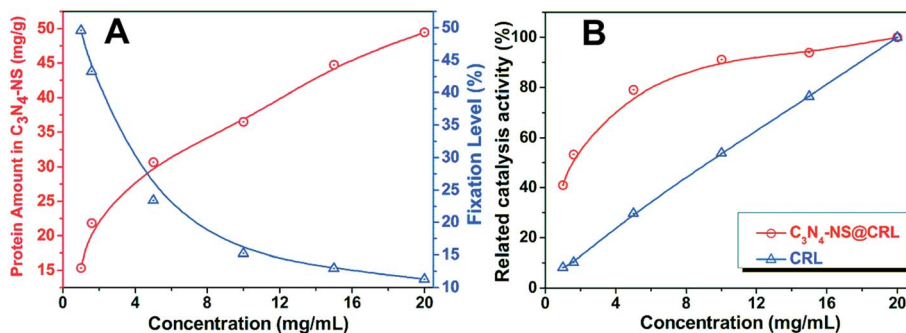 A
Protein Amount in C₃N₄-NS (mg/g)
50
45
40
35
30
25
20
15
50
45
40
35
30
25
20
15
10
Fixation Level (%)
0 4 8 12 16 20
Concentration (mg/mL)
B
Related catalysis activity (%)
100
80
60
40
20
0
C₃N₄-NS@CRL
CRL
0 4 8 12 16 20
Concentration (mg/mL)